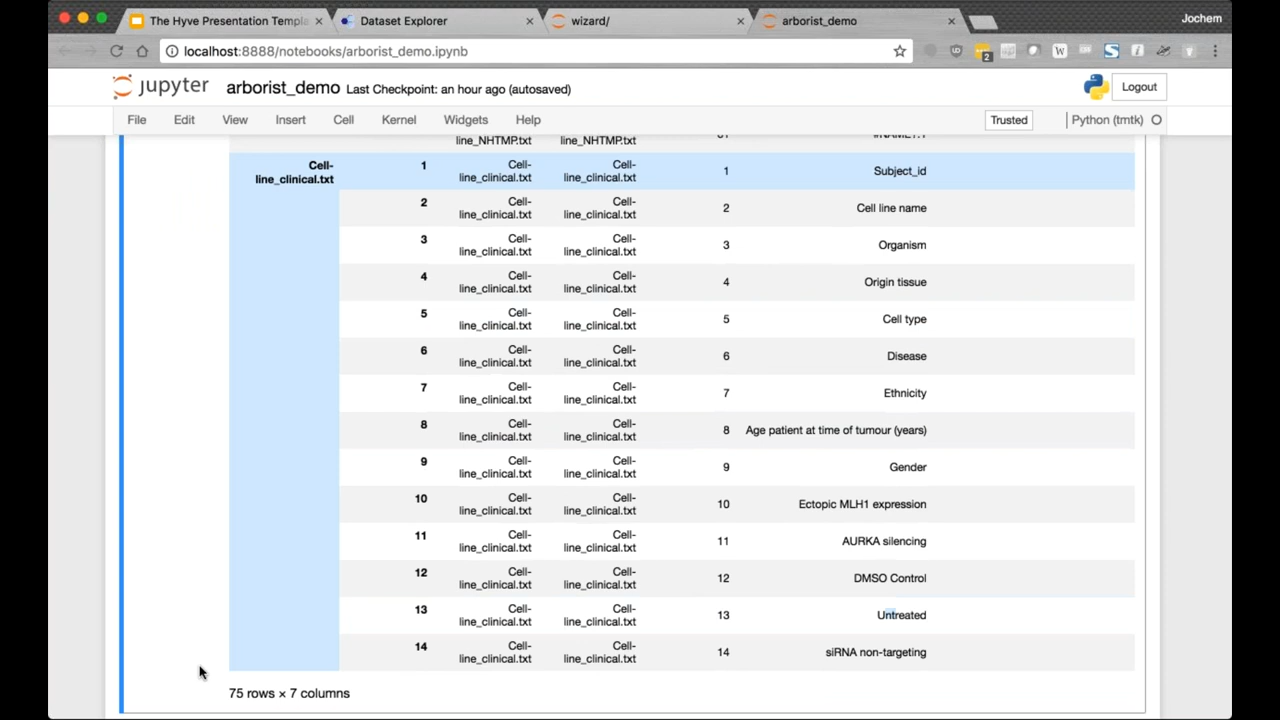 The Hyve Presentation Templ
Dataset Explorer
wizard/
arborist_demo
Jochem
localhost:8888/notebooks/arborist_demo.ipynb
2
W
S
jupyter arborist_demo Last Checkpoint: an hour ago (autosaved)
Logout
File Edit View Insert Cell Kernel Widgets Help
Trusted
Python (tmtk)
line_NHTMP.txt line_NHTMP.txt
Cell-
line_clinical.txt
1 Cell-
line_clinical.txt Cell-
line_clinical.txt 1 Subject_id
2 Cell-
line_clinical.txt Cell-
line_clinical.txt 2 Cell line name
3 Cell-
line_clinical.txt Cell-
line_clinical.txt 3 Organism
4 Cell-
line_clinical.txt Cell-
line_clinical.txt 4 Origin tissue
5 Cell-
line_clinical.txt Cell-
line_clinical.txt 5 Cell type
6 Cell-
line_clinical.txt Cell-
line_clinical.txt 6 Disease
7 Cell-
line_clinical.txt Cell-
line_clinical.txt 7 Ethnicity
8 Cell-
line_clinical.txt Cell-
line_clinical.txt 8 Age patient at time of tumour (years)
9 Cell-
line_clinical.txt Cell-
line_clinical.txt 9 Gender
10 Cell-
line_clinical.txt Cell-
line_clinical.txt 10 Ectopic MLH1 expression
11 Cell-
line_clinical.txt Cell-
line_clinical.txt 11 AURKA silencing
12 Cell-
line_clinical.txt Cell-
line_clinical.txt 12 DMSO Control
13 Cell-
line_clinical.txt Cell-
line_clinical.txt 13 Untreated
14 Cell-
line_clinical.txt Cell-
line_clinical.txt 14 siRNA non-targeting
75 rows × 7 columns